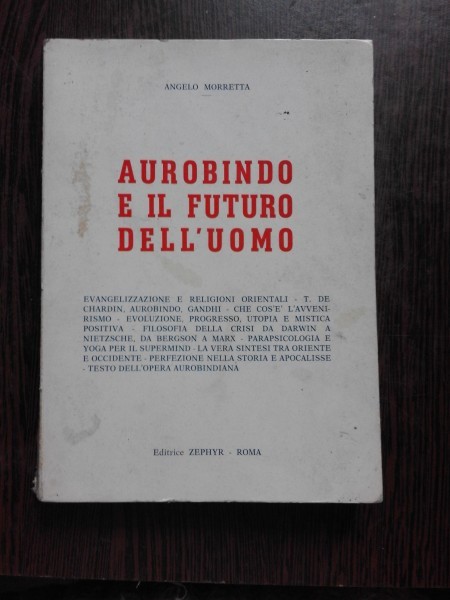 ANGELO MORRETTA
AUROBINDO
E IL FUTURO
DELL'UOMO
EVANGELIZZAZIONE E RELIGIONI ORIENTALI - T. DE
CHARDIN, AUROBINDO, GANDHI - CHE COS'E' L'AVVENI-
RISMO - EVOLUZIONE, PROGRESSO, UTOPIA E MISTICA
POSITIVA - FILOSOFIA DELLA CRISI DA DARWIN A
NIETZSCHE, DA BERGSON A MARX - PARAPSICOLOGIA E
YOGA PER IL SUPERMIND - LA VERA SINTESI TRA ORIENTE
E OCCIDENTE - PERFEZIONE NELLA STORIA E APOCALISSE
- TESTO DELL'OPERA AUROBINDIANA
Editrice ZEPHYR - ROMA